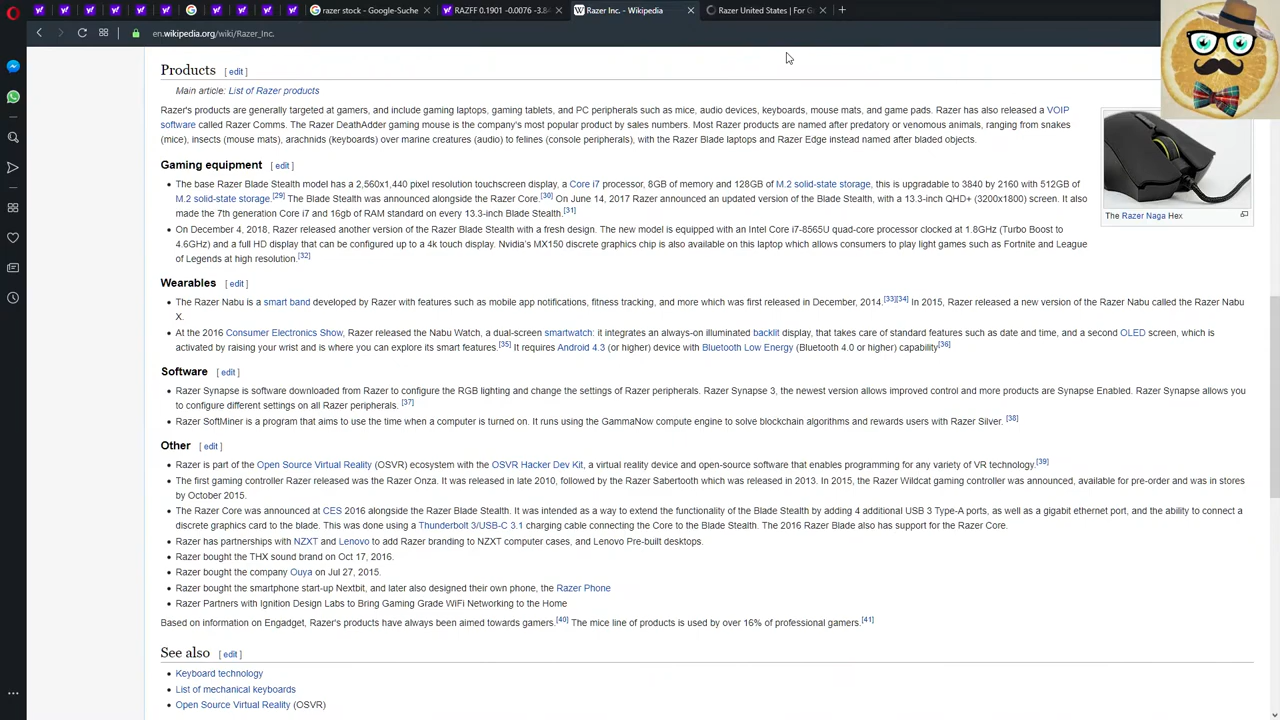 razer stock - Google-Suche
RAZFF 0.1901 -0.0076 -3.84
Razer Inc. - Wikipedia
Razer United States | For G
en.wikipedia.org/wiki/Razer_Inc.
Products [ edit ]
Main article: List of Razer products
Razer's products are generally targeted at gamers, and include gaming laptops, gaming tablets, and PC peripherals such as mice, audio devices, keyboards, mouse mats, and game pads. Razer has also released a VOIP
software called Razer Comms. The Razer DeathAdder gaming mouse is the company's most popular product by sales numbers. Most Razer products are named after predatory or venomous animals, ranging from snakes
(mice), insects (mouse mats), arachnids (keyboards) over marine creatures (audio) to felines (console peripherals), with the Razer Blade laptops and Razer Edge instead named after bladed objects.
The Razer Naga Hex
Gaming equipment [ edit ]
• The base Razer Blade Stealth model has a 2,560x1,440 pixel resolution touchscreen display, a Core i7 processor, 8GB of memory and 128GB of M.2 solid-state storage, this is upgradable to 3840 by 2160 with 512GB of
M.2 solid-state storage.[29] The Blade Stealth was announced alongside the Razer Core.[30] On June 14, 2017 Razer announced an updated version of the Blade Stealth, with a 13.3-inch QHD+ (3200x1800) screen. It also
made the 7th generation Core i7 and 16gb of RAM standard on every 13.3-inch Blade Stealth.[31]
• On December 4, 2018, Razer released another version of the Razer Blade Stealth with a fresh design. The new model is equipped with an Intel Core i7-8565U quad-core processor clocked at 1.8GHz (Turbo Boost to
4.6GHz) and a full HD display that can be configured up to a 4k touch display. Nvidia's MX150 discrete graphics chip is also available on this laptop which allows consumers to play light games such as Fortnite and League
of Legends at high resolution.[32]
Wearables [ edit ]
• The Razer Nabu is a smart band developed by Razer with features such as mobile app notifications, fitness tracking, and more which was first released in December, 2014.[33][34] In 2015, Razer released a new version of the Razer Nabu called the Razer Nabu
X.
• At the 2016 Consumer Electronics Show, Razer released the Nabu Watch, a dual-screen smartwatch: it integrates an always-on illuminated backlit display, that takes care of standard features such as date and time, and a second OLED screen, which is
activated by raising your wrist and is where you can explore its smart features.[35] It requires Android 4.3 (or higher) device with Bluetooth Low Energy (Bluetooth 4.0 or higher) capability[36]
Software [ edit ]
• Razer Synapse is software downloaded from Razer to configure the RGB lighting and change the settings of Razer peripherals. Razer Synapse 3, the newest version allows improved control and more products are Synapse Enabled. Razer Synapse allows you
to configure different settings on all Razer peripherals. [37]
• Razer SoftMiner is a program that aims to use the time when a computer is turned on. It runs using the GammaNow compute engine to solve blockchain algorithms and rewards users with Razer Silver. [38]
Other [ edit ]
• Razer is part of the Open Source Virtual Reality (OSVR) ecosystem with the OSVR Hacker Dev Kit, a virtual reality device and open-source software that enables programming for any variety of VR technology.[39]
• The first gaming controller Razer released was the Razer Onza. It was released in late 2010, followed by the Razer Sabertooth which was released in 2013. In 2015, the Razer Wildcat gaming controller was announced, available for pre-order and was in stores
by October 2015.
• The Razer Core was announced at CES 2016 alongside the Razer Blade Stealth. It was intended as a way to extend the functionality of the Blade Stealth by adding 4 additional USB 3 Type-A ports, as well as a gigabit ethernet port, and the ability to connect a
discrete graphics card to the blade. This was done using a Thunderbolt 3/USB-C 3.1 charging cable connecting the Core to the Blade Stealth. The 2016 Razer Blade also has support for the Razer Core.
• Razer has partnerships with NZXT and Lenovo to add Razer branding to NZXT computer cases, and Lenovo Pre-built desktops.
• Razer bought the THX sound brand on Oct 17, 2016.
• Razer bought the company Ouya on Jul 27, 2015.
• Razer bought the smartphone start-up Nextbit, and later also designed their own phone, the Razer Phone
• Razer Partners with Ignition Design Labs to Bring Gaming Grade WiFi Networking to the Home
Based on information on Engadget, Razer's products have always been aimed towards gamers.[40] The mice line of products is used by over 16% of professional gamers.[41]
See also [ edit ]
• Keyboard technology
• List of mechanical keyboards
• Open Source Virtual Reality (OSVR)